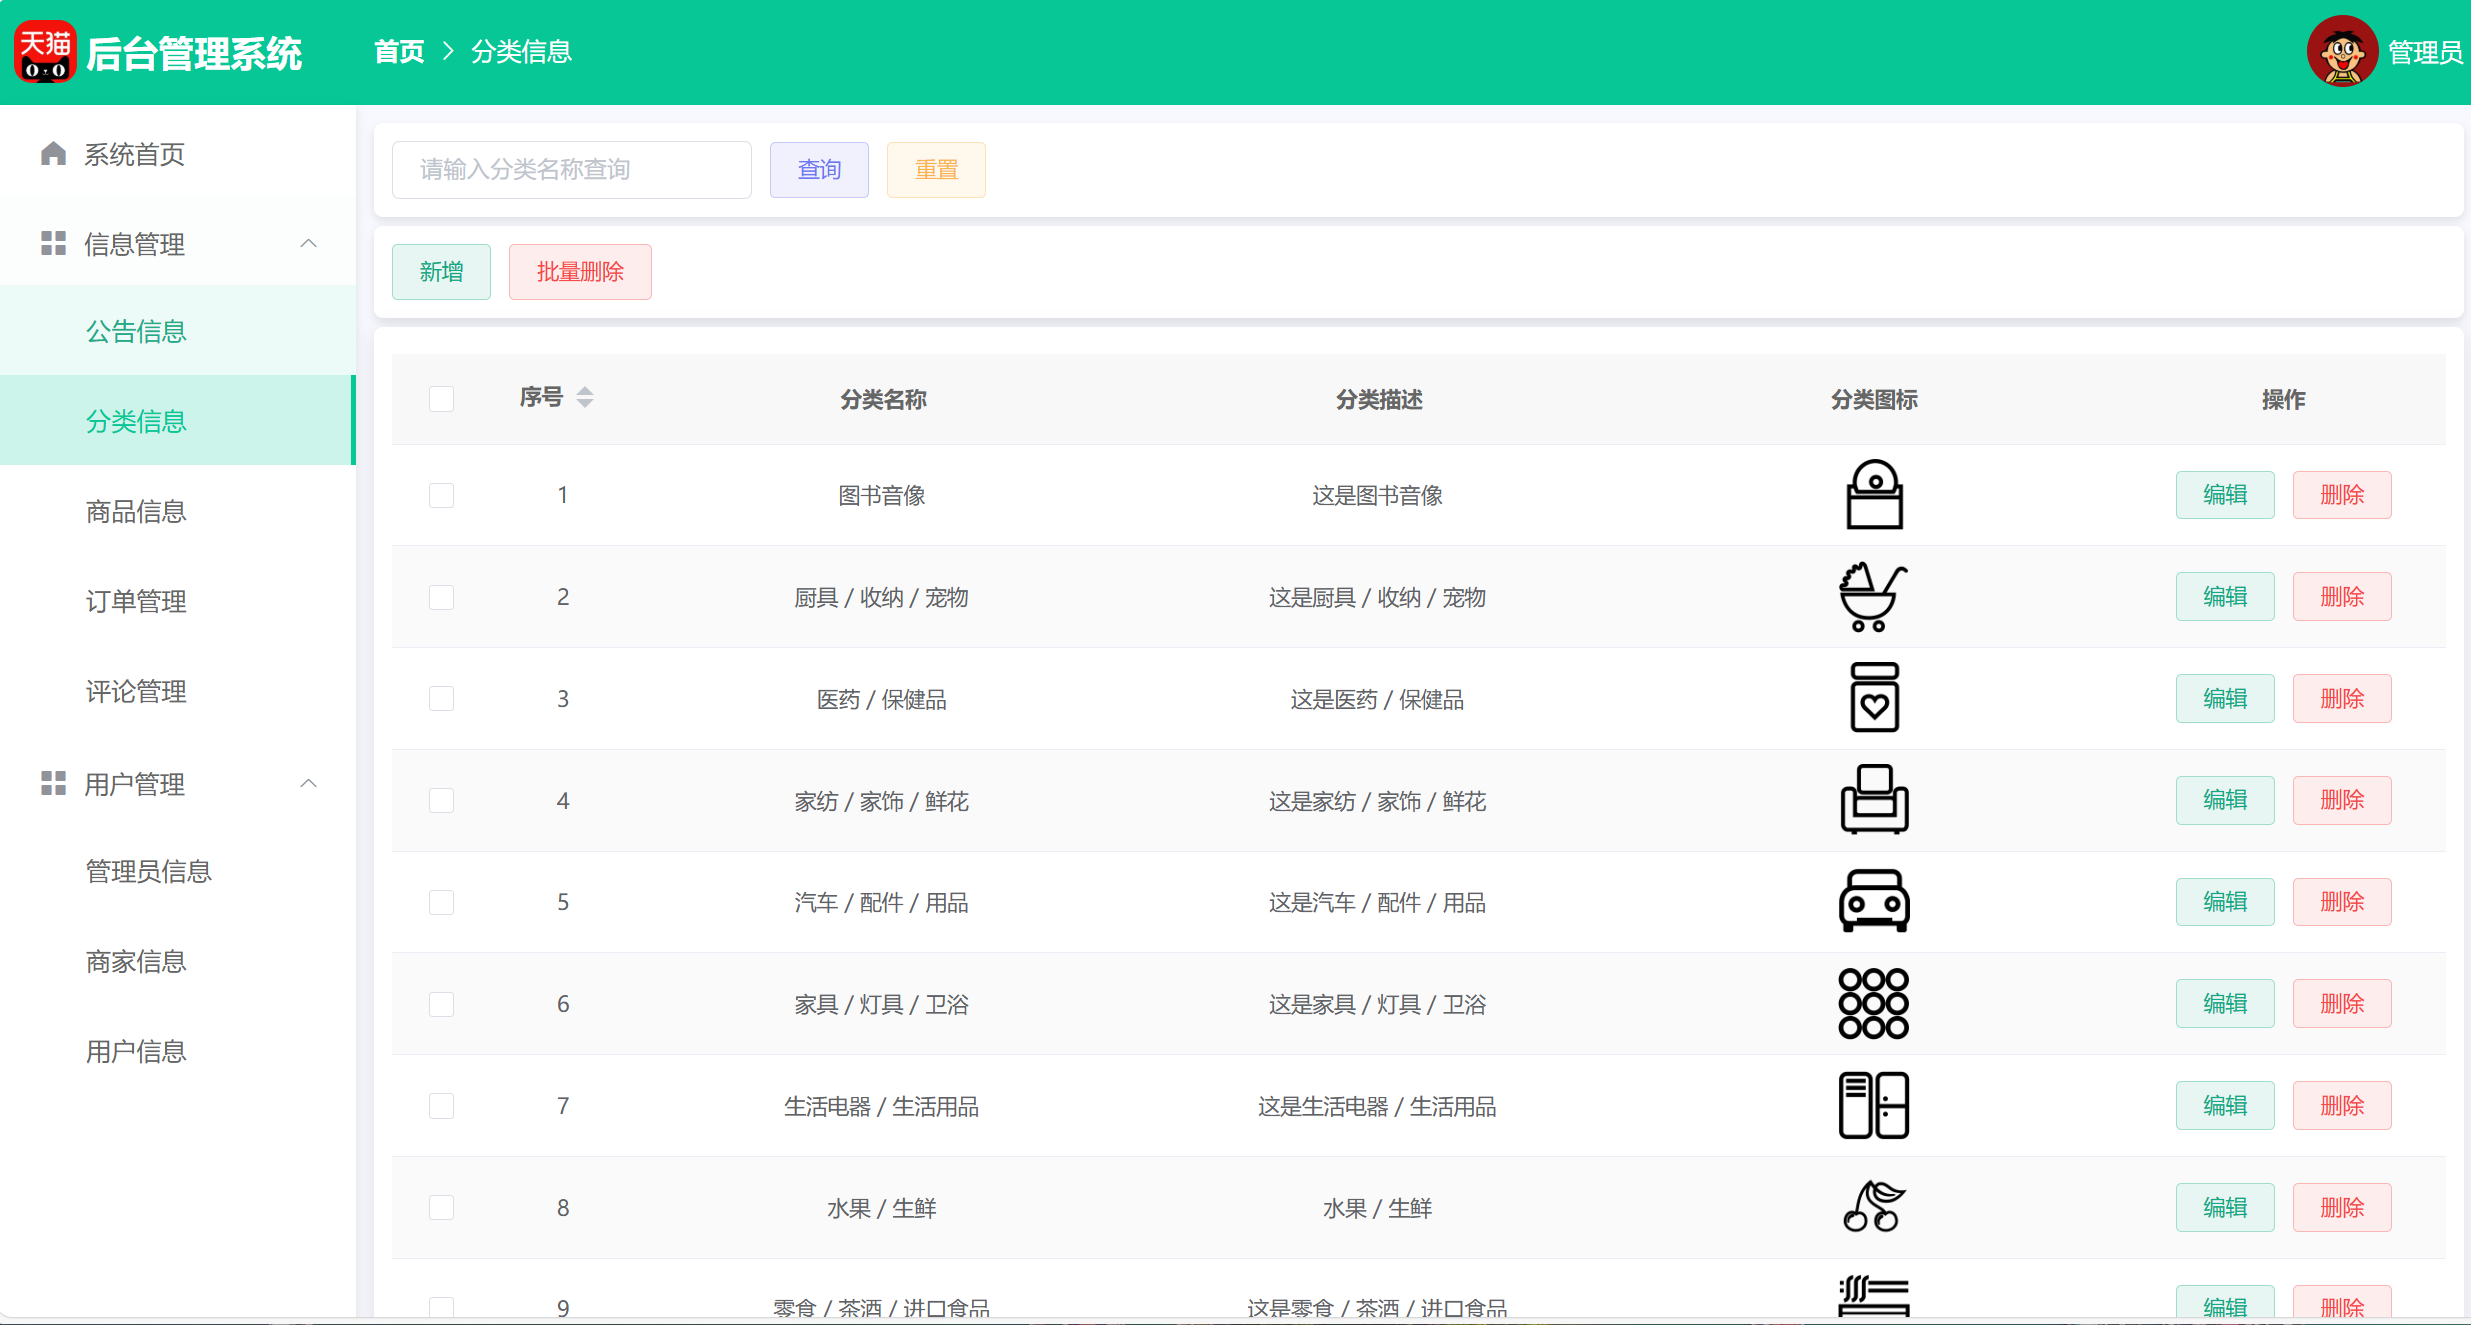 天猫 后台管理系统 首页 > 分类信息 管理员
系统首页
信息管理
公告信息
分类信息
商品信息
订单管理
评论管理
用户管理
管理员信息
商家信息
用户信息
请输入分类名称查询 查询 重置
新增 批量删除
序号 分类名称 分类描述 分类图标 操作
1 图书音像 这是图书音像 编辑 删除
2 厨具 / 收纳 / 宠物 这是厨具 / 收纳 / 宠物 编辑 删除
3 医药 / 保健品 这是医药 / 保健品 编辑 删除
4 家纺 / 家饰 / 鲜花 这是家纺 / 家饰 / 鲜花 编辑 删除
5 汽车 / 配件 / 用品 这是汽车 / 配件 / 用品 编辑 删除
6 家具 / 灯具 / 卫浴 这是家具 / 灯具 / 卫浴 编辑 删除
7 生活电器 / 生活用品 这是生活电器 / 生活用品 编辑 删除
8 水果 / 生鲜 水果 / 生鲜 编辑 删除
9 零食 / 茶酒 / 进口食品 这是零食 / 茶酒 / 进口食品 编辑 删除